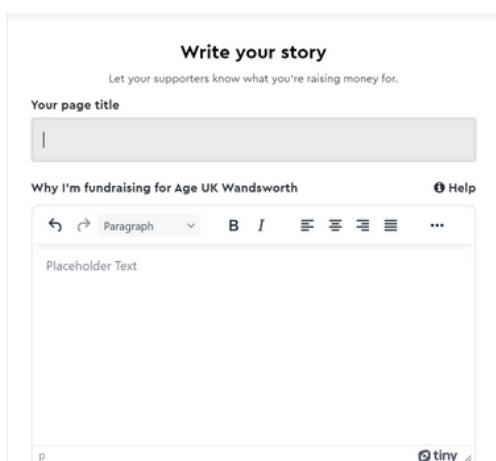 Write your story
Let your supporters know what you're raising money for.
Your page title
Why I'm fundraising for Age UK Wandsworth Help
Paragraph B I ...
Placeholder Text
p tiny